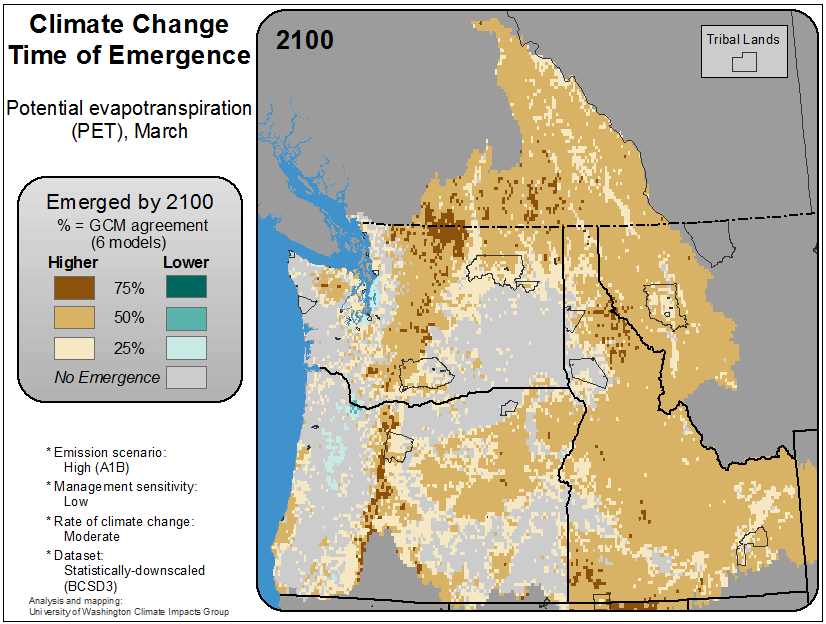 Climate Change
Time of Emergence
Potential evapotranspiration
(PET), March
Emerged by 2100
% = GCM agreement
(6 models)
Higher Lower
75%
50%
25%
No Emergence
* Emission scenario:
High (A1B)
* Management sensitivity:
Low
* Rate of climate change:
Moderate
* Dataset:
Statistically-downscaled
(BCSD3)
Analysis and mapping:
University of Washington Climate Impacts Group
2100
Tribal Lands